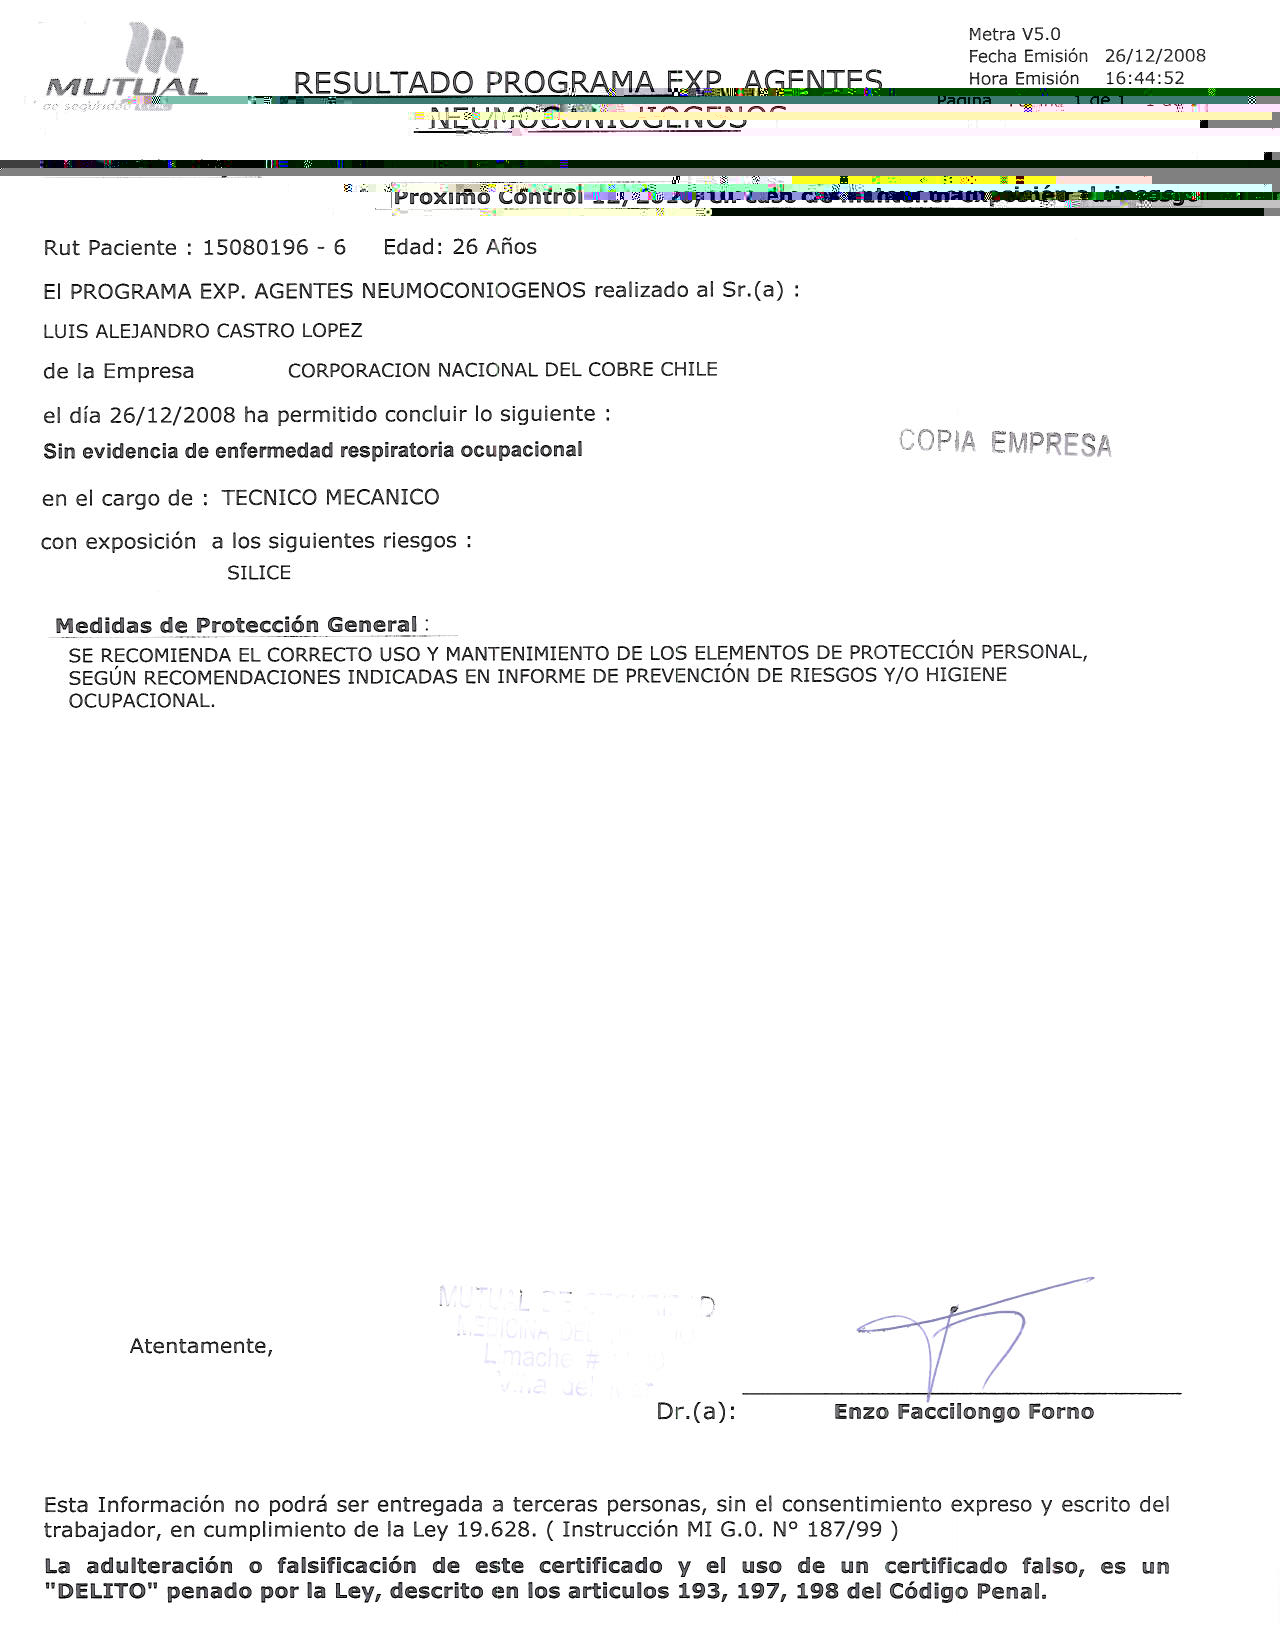 MUTUAL
de seguridad
Metra V5.0
Fecha Emisión 26/12/2008
Hora Emisión 16:44:52
RESULTADO PROGRAMA EXP. AGENTES
NEUMOCONIOGENOS
Pagina 1 de 1
Proximo Control en caso de mantener exposición al riesgo
Rut Paciente : 15080196 - 6 Edad: 26 Años
El PROGRAMA EXP. AGENTES NEUMOCONIOGENOS realizado al Sr.(a) :
LUIS ALEJANDRO CASTRO LOPEZ
de la Empresa CORPORACION NACIONAL DEL COBRE CHILE
el día 26/12/2008 ha permitido concluir lo siguiente :
Sin evidencia de enfermedad respiratoria ocupacional
COPIA EMPRESA
en el cargo de : TECNICO MECANICO
con exposición a los siguientes riesgos :
SILICE
Medidas de Protección General :
SE RECOMIENDA EL CORRECTO USO Y MANTENIMIENTO DE LOS ELEMENTOS DE PROTECCIÓN PERSONAL,
SEGÚN RECOMENDACIONES INDICADAS EN INFORME DE PREVENCIÓN DE RIESGOS Y/O HIGIENE
OCUPACIONAL.
MUTUAL DE
MEDICINA DEL
Limache #
Viña del Mar
Atentamente,
Dr.(a):
Enzo Faccilongo Forno
Esta Información no podrá ser entregada a terceras personas, sin el consentimiento expreso y escrito del
trabajador, en cumplimiento de la Ley 19.628. ( Instrucción MI G.O. Nº 187/99 )
La adulteración o falsificación de este certificado y el uso de un certificado falso, es un
"DELITO" penado por la Ley, descrito en los articulos 193, 197, 198 del Código Penal.